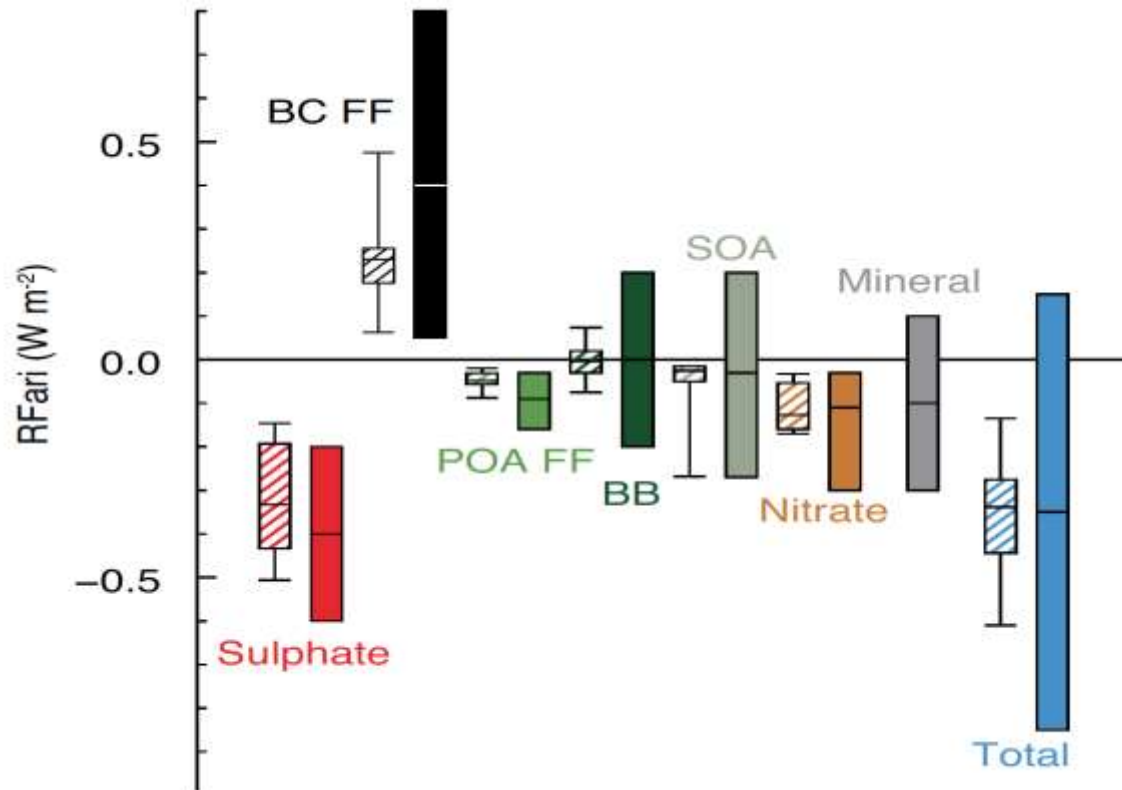 BC FF
0.5
SOA
Mineral
RFari (W m-2)
0.0
POA FF
BB
Nitrate
−0.5
Sulphate
Total